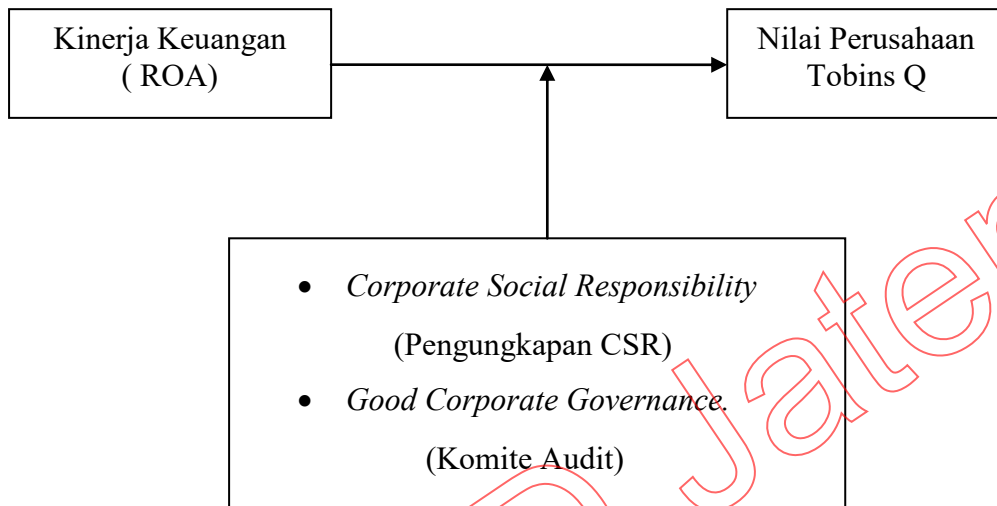 Kinerja Keuangan
( ROA)
Nilai Perusahaan
Tobins Q
• Corporate Social Responsibility
(Pengungkapan CSR)
• Good Corporate Governance.
(Komite Audit)